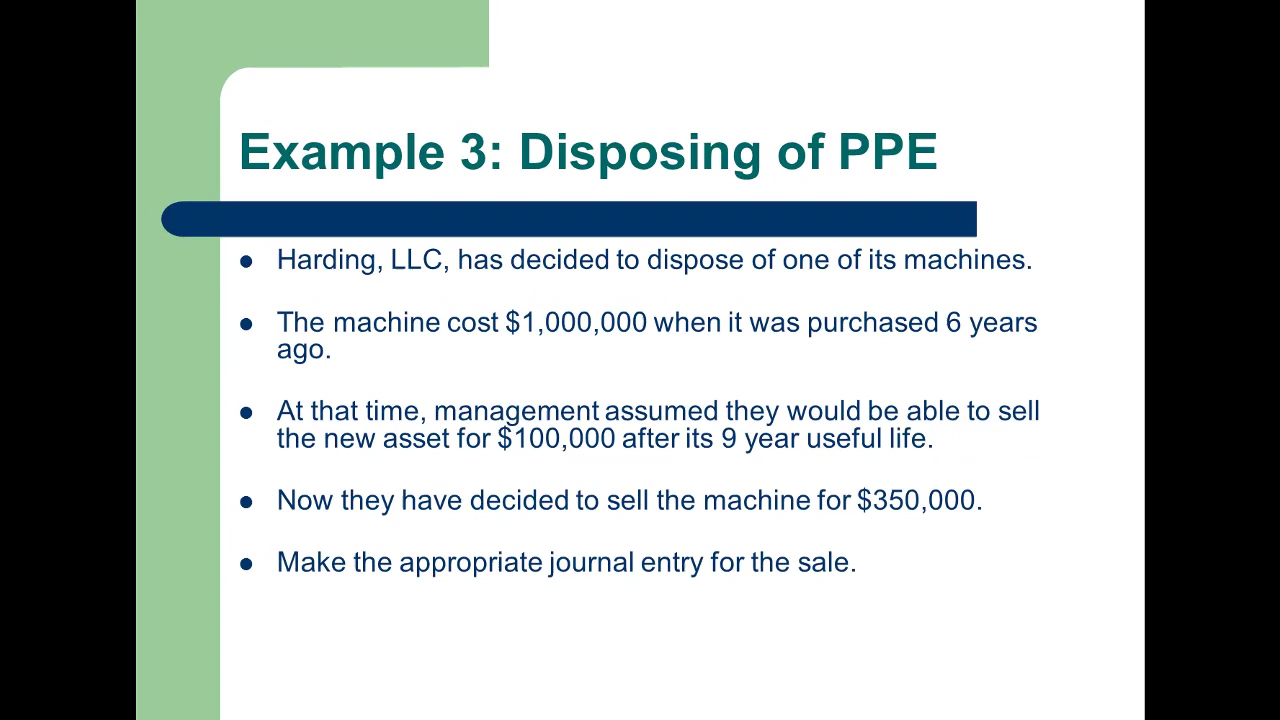 Example 3: Disposing of PPE
Harding, LLC, has decided to dispose of one of its machines.
The machine cost $1,000,000 when it was purchased 6 years
ago.
At that time, management assumed they would be able to sell
the new asset for $100,000 after its 9 year useful life.
Now they have decided to sell the machine for $350,000.
Make the appropriate journal entry for the sale.